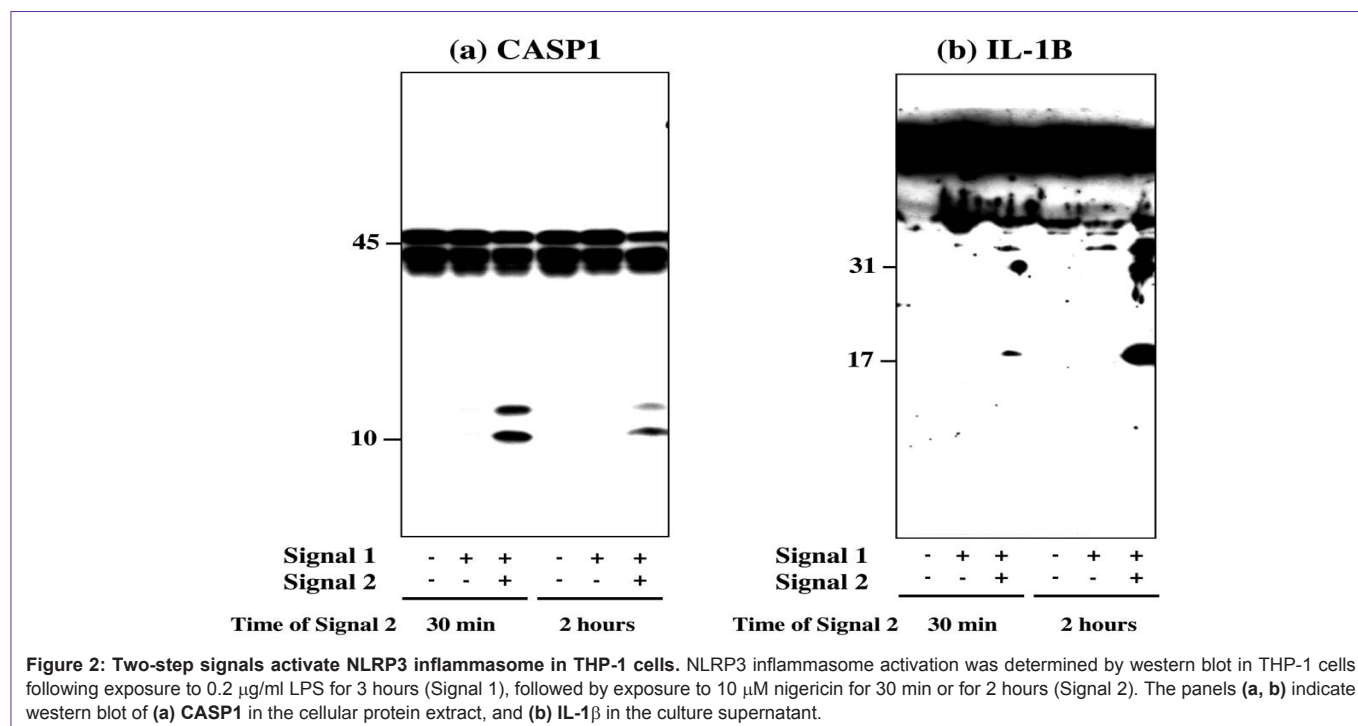 (a) CASP1
45
10
Signal 1 - + + - + +
Signal 2 - - + - - +
Time of Signal 2 30 min 2 hours
(b) IL-1B
31
17
Signal 1 - + + - + +
Signal 2 - - + - - +
Time of Signal 2 30 min 2 hours
Figure 2: Two-step signals activate NLRP3 inflammasome in THP-1 cells. NLRP3 inflammasome activation was determined by western blot in THP-1 cells
following exposure to 0.2 μg/ml LPS for 3 hours (Signal 1), followed by exposure to 10 μM nigericin for 30 min or for 2 hours (Signal 2). The panels (a, b) indicate
western blot of (a) CASP1 in the cellular protein extract, and (b) IL-1β in the culture supernatant.